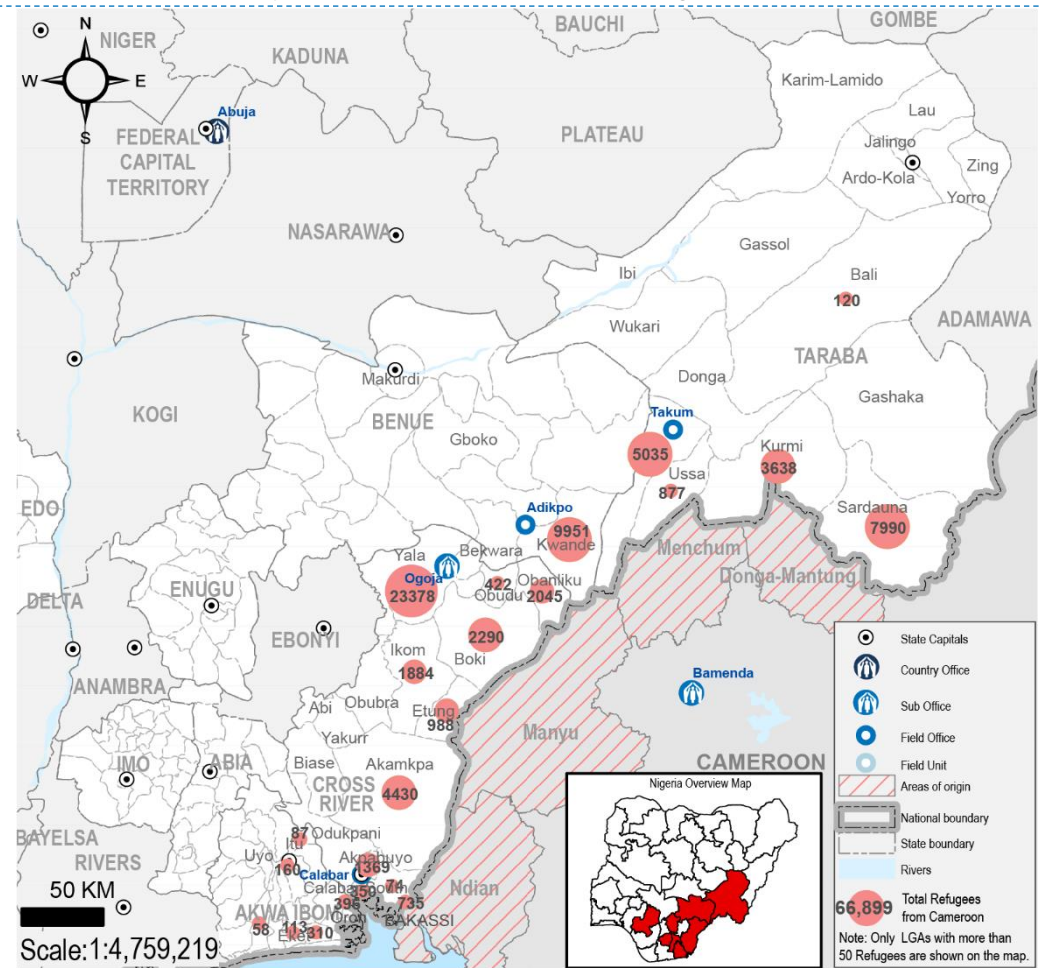 N
W
E
S
NIGER
KADUNA
BAUCHI
GOMBE
Abuja
FEDERAL
CAPITAL
TERRITORY
PLATEAU
Karim-Lamido
Lau
Jalingo
Zing
Ardo-Kola
Yorro
NASARAWA
Gassol
Ibi
Bali
120
Wukari
ADAMAWA
TARABA
Donga
Gashaka
Makurdi
KOGI
BENUE
Takum
Gboko
5035
Kurmi
3638
Ussa
877
EDO
Sardauna
7990
Adikpo
9951
Kwande
Menchum
Yala
Bekwara
Donga-Mantung
Ogoja
23378
422
Obudu
Obanliku
2045
DELTA
ENUGU
EBONYI
2290
Boki
Ikom
1884
Bamenda
ANAMBRA
Abi
Obubra
Etung
988
Manyu
Yakurr
IMO
ABIA
Biase
Akamkpa
CROSS
RIVER
4430
CAMEROON
BAYELSA
RIVERS
87
Odukpani
Itu
Uyo
160
Akpabuyo
Calabar
74
735
BAKASSI
Ndian
AKWA IBOM
Oron
58
113
Eket
310
50 KM
Scale:1:4,759,219
Nigeria Overview Map
State Capitals
Country Office
Sub Office
Field Office
Field Unit
Areas of origin
National boundary
State boundary
Rivers
66,899
Total Refugees
from Cameroon
Note: Only LGAs with more than
50 Refugees are shown on the map.